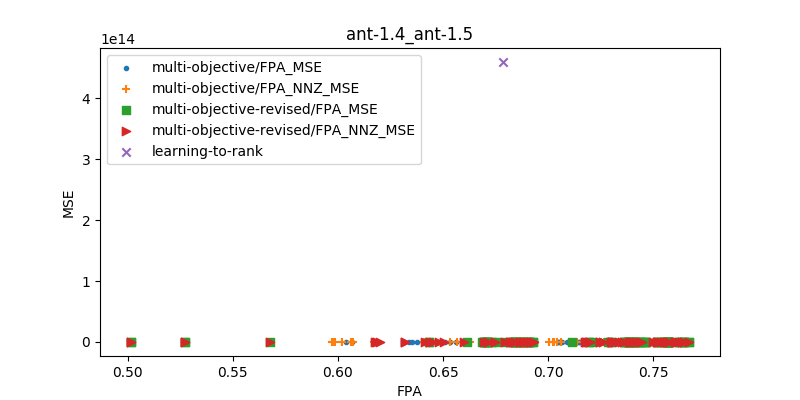 ant-1.4_ant-1.5
1e14
multi-objective/FPA_MSE
multi-objective/FPA_NNZ_MSE
multi-objective-revised/FPA_MSE
multi-objective-revised/FPA_NNZ_MSE
learning-to-rank
4
3
2
1
0
MSE
0.50 0.55 0.60 0.65 0.70 0.75
FPA